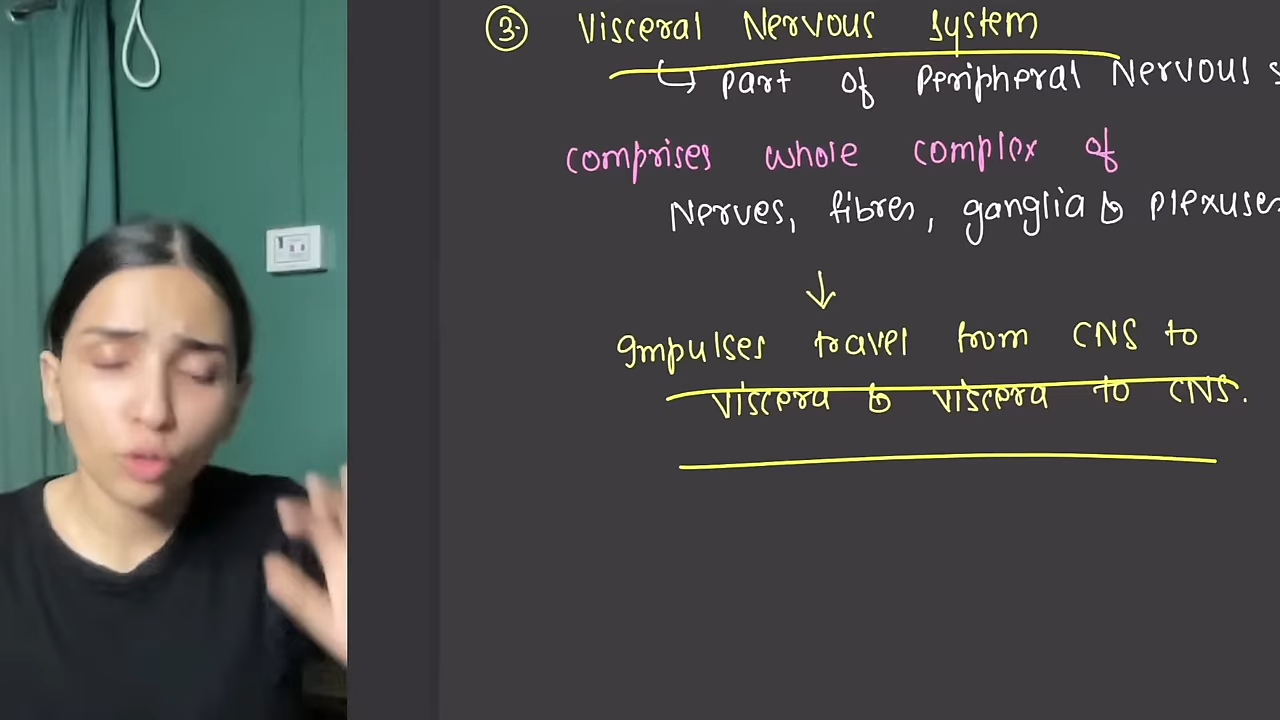 ③ Visceral Nervous System
↳ Part of Peripheral Nervous S
comprises whole complex of
Nerves, fibres, ganglia & plexuses
↓
Impulses travel from CNS to
viscera & viscera to CNS.